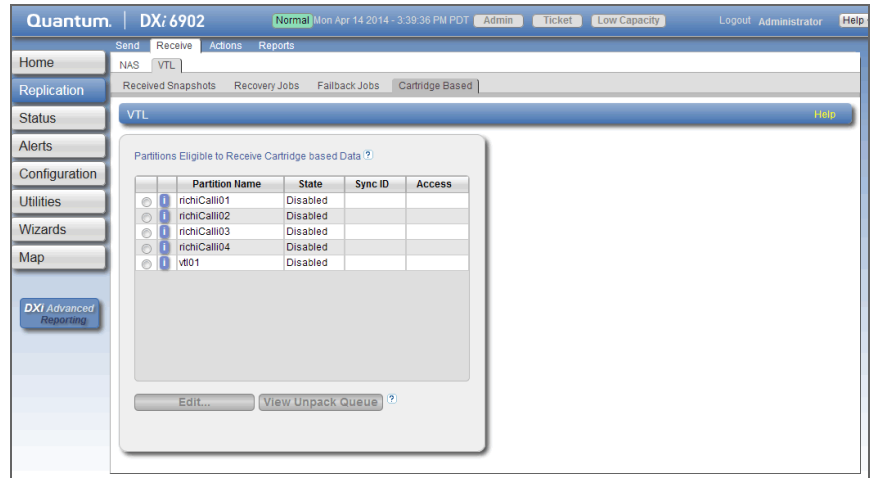 Quantum. DXi 6902 Normal Mon Apr 14 2014 - 3:39:36 PM PDT Admin Ticket Low Capacity Logout Administrator Help
Send Receive Actions Reports
Home
NAS VTL
Replication
Received Snapshots Recovery Jobs Failback Jobs Cartridge Based
Status
VTL Help
Alerts
Configuration
Utilities
Wizards
Map
DXi Advanced
Reporting
Partitions Eligible to Receive Cartridge based Data ?
Partition Name State Sync ID Access
i richiCalli01 Disabled
i richiCalli02 Disabled
i richiCalli03 Disabled
i richiCalli04 Disabled
i vtl01 Disabled
Edit... View Unpack Queue ?